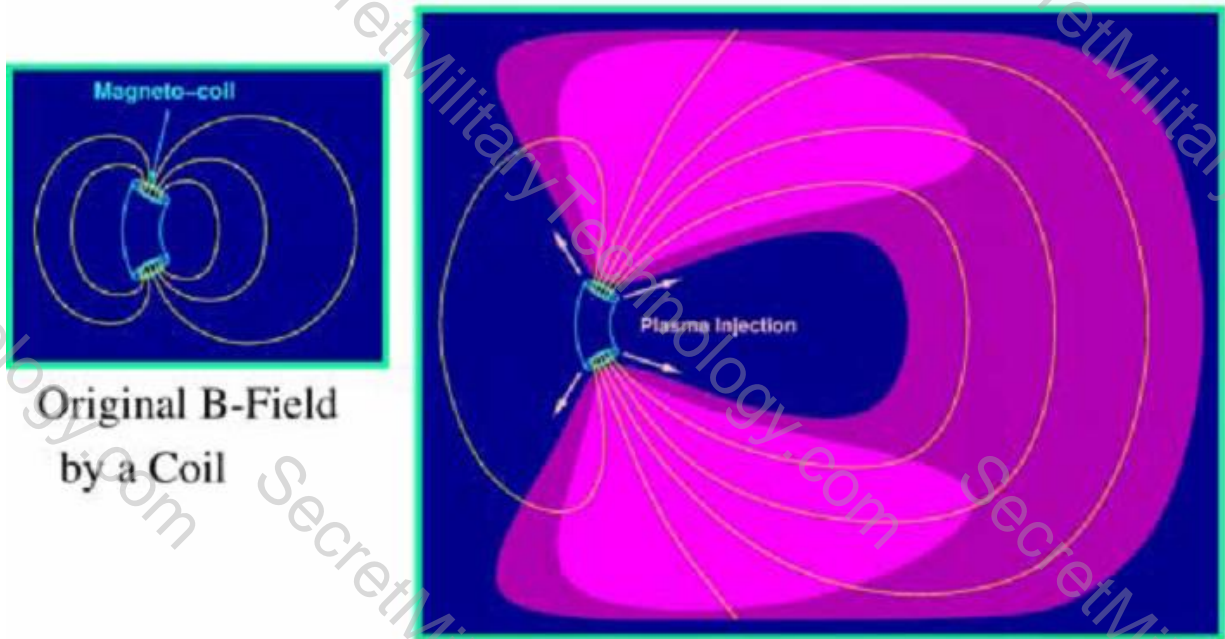 Magneto-coil
Original B-Field
by a Coil
Plasma Injection
SecretMilitaryTechnology.com